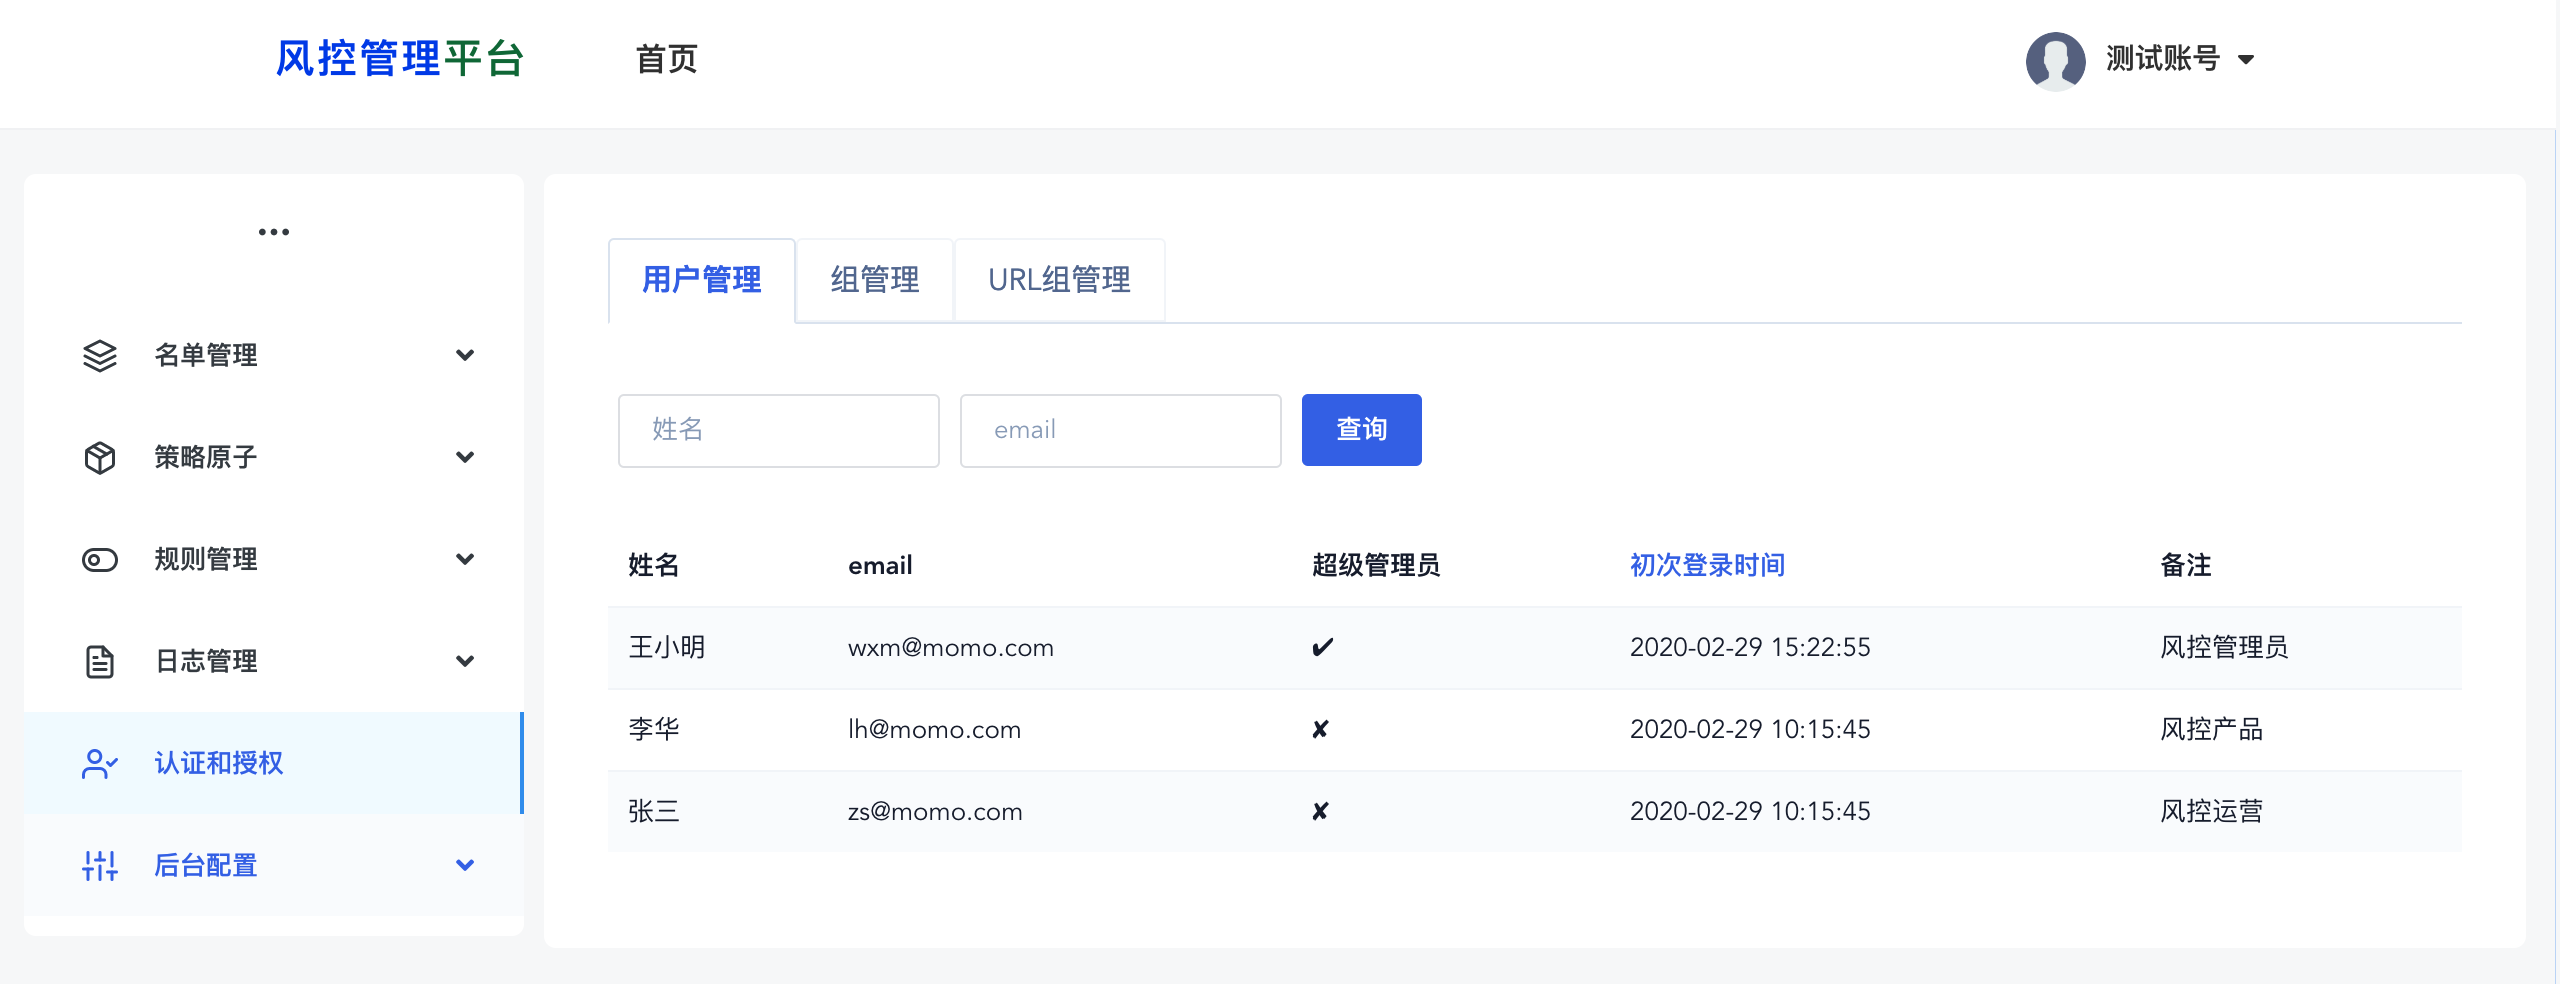 风控管理平台 首页 测试账号
...
名单管理
策略原子
规则管理
日志管理
认证和授权
后台配置
用户管理 组管理 URL组管理
姓名 email 查询
姓名 email 超级管理员 初次登录时间 备注
王小明 wxm@momo.com ✔ 2020-02-29 15:22:55 风控管理员
李华 lh@momo.com ✘ 2020-02-29 10:15:45 风控产品
张三 zs@momo.com ✘ 2020-02-29 10:15:45 风控运营